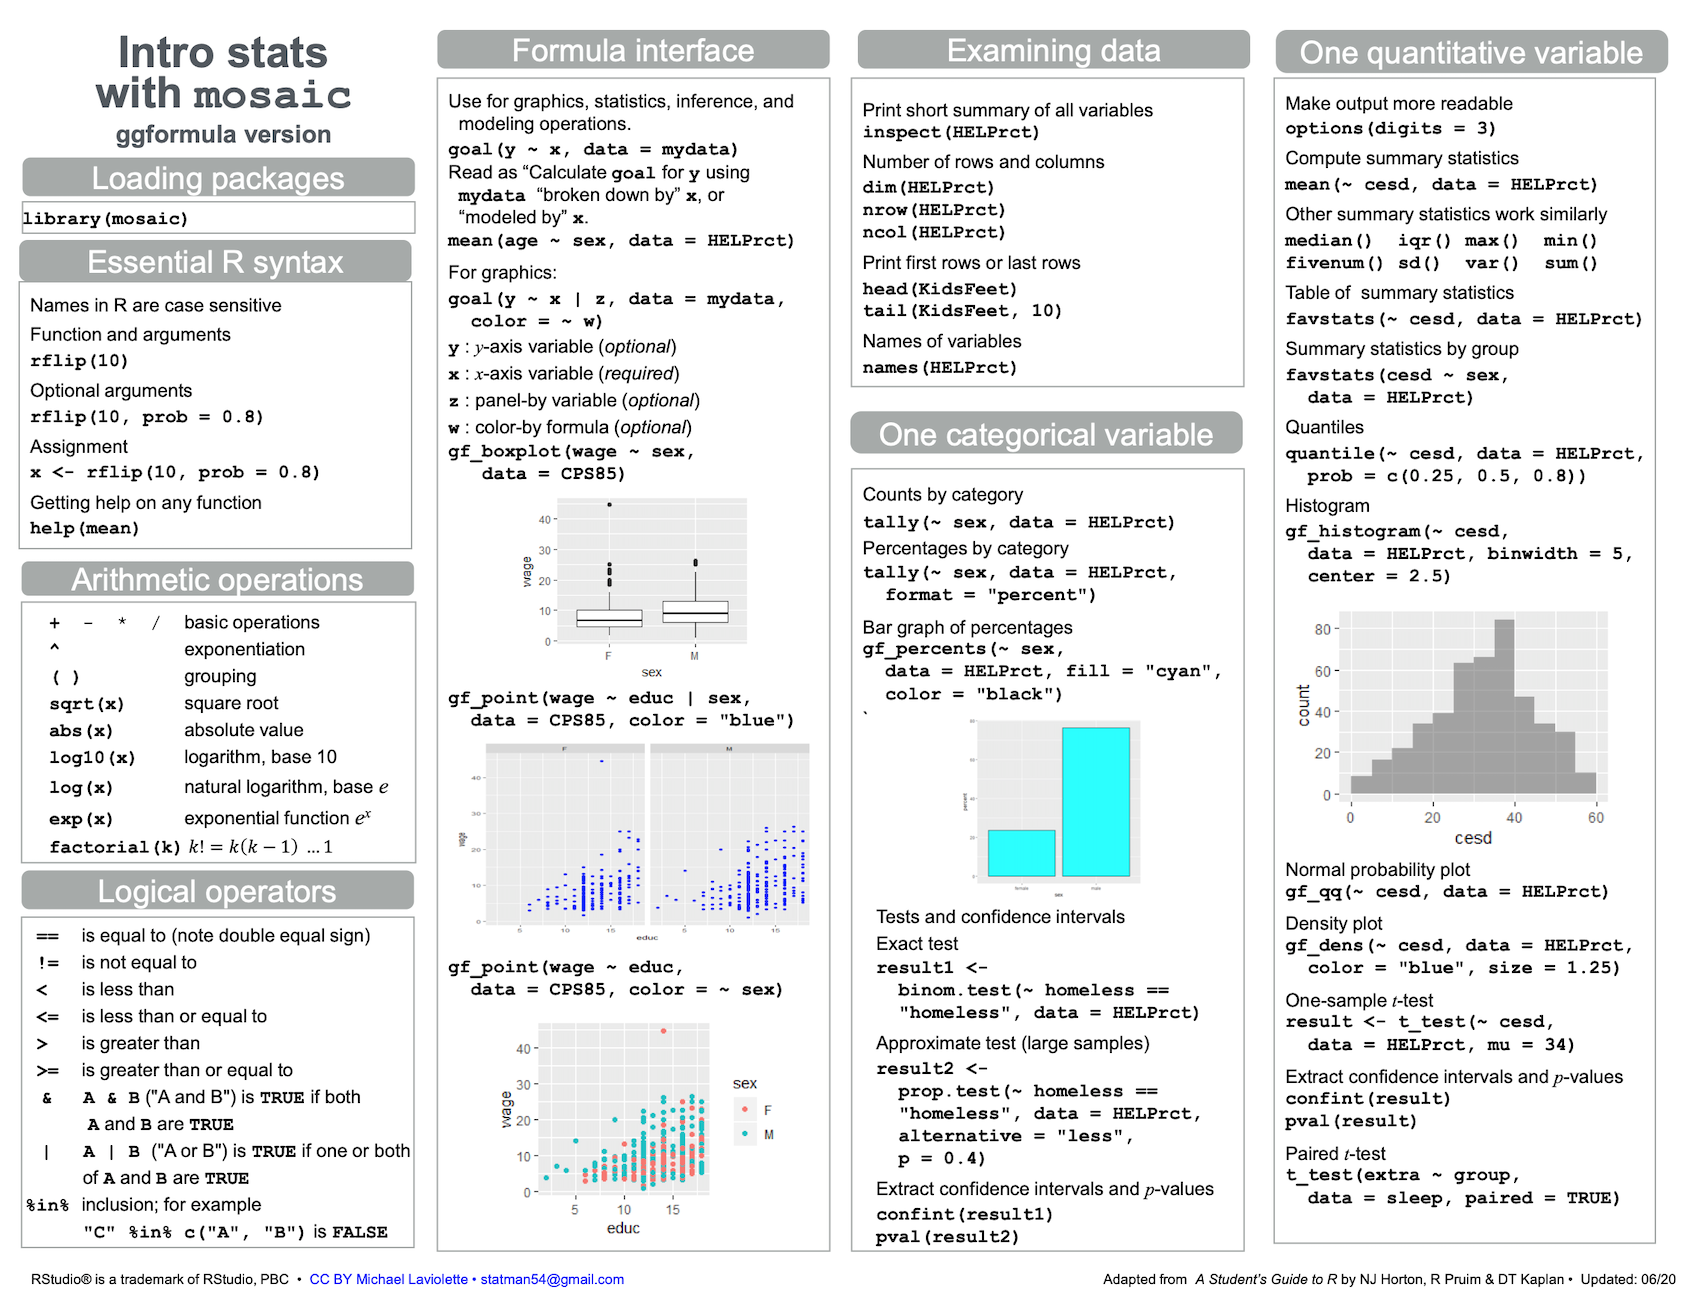 Intro stats
with mosaic
ggformula version
Loading packages
library(mosaic)
Essential R syntax
Names in R are case sensitive
Function and arguments
rflip(10)
Optional arguments
rflip(10, prob = 0.8)
Assignment
x <- rflip(10, prob = 0.8)
Getting help on any function
help(mean)
Arithmetic operations
+ - * / basic operations
^ exponentiation
( ) grouping
sqrt(x) square root
abs(x) absolute value
log10(x) logarithm, base 10
log(x) natural logarithm, base e
exp(x) exponential function eˣ
factorial(k) k! = k(k − 1) …1
Logical operators
== is equal to (note double equal sign)
!= is not equal to
< is less than
<= is less than or equal to
> is greater than
>= is greater than or equal to
& A & B ("A and B") is TRUE if both
A and B are TRUE
| A | B ("A or B") is TRUE if one or both
of A and B are TRUE
%in% inclusion; for example
"C" %in% c("A", "B") is FALSE
Formula interface
Use for graphics, statistics, inference, and
modeling operations.
goal(y ~ x, data = mydata)
Read as “Calculate goal for y using
mydata “broken down by” x, or
“modeled by” x.
mean(age ~ sex, data = HELPrct)
For graphics:
goal(y ~ x | z, data = mydata,
color = ~ w)
y : y-axis variable (optional)
x : x-axis variable (required)
z : panel-by variable (optional)
w : color-by formula (optional)
gf_boxplot(wage ~ sex,
data = CPS85)
40
30
20
10
0
wage
F M
sex
gf_point(wage ~ educ | sex,
data = CPS85, color = "blue")
F M
40
30
20
10
0
wage
5 10 15 5 10 15
educ
gf_point(wage ~ educ,
data = CPS85, color = ~ sex)
40
30
20
10
0
wage
5 10 15
educ
sex
F
M
Examining data
Print short summary of all variables
inspect(HELPrct)
Number of rows and columns
dim(HELPrct)
nrow(HELPrct)
ncol(HELPrct)
Print first rows or last rows
head(KidsFeet)
tail(KidsFeet, 10)
Names of variables
names(HELPrct)
One categorical variable
Counts by category
tally(~ sex, data = HELPrct)
Percentages by category
tally(~ sex, data = HELPrct,
format = "percent")
Bar graph of percentages
gf_percents(~ sex,
data = HELPrct, fill = "cyan",
color = "black")
`
80
60
40
20
0
percent
female male
sex
Tests and confidence intervals
Exact test
result1 <-
binom.test(~ homeless ==
"homeless", data = HELPrct)
Approximate test (large samples)
result2 <-
prop.test(~ homeless ==
"homeless", data = HELPrct,
alternative = "less",
p = 0.4)
Extract confidence intervals and p-values
confint(result1)
pval(result2)
One quantitative variable
Make output more readable
options(digits = 3)
Compute summary statistics
mean(~ cesd, data = HELPrct)
Other summary statistics work similarly
median() iqr() max() min()
fivenum() sd() var() sum()
Table of summary statistics
favstats(~ cesd, data = HELPrct)
Summary statistics by group
favstats(cesd ~ sex,
data = HELPrct)
Quantiles
quantile(~ cesd, data = HELPrct,
prob = c(0.25, 0.5, 0.8))
Histogram
gf_histogram(~ cesd,
data = HELPrct, binwidth = 5,
center = 2.5)
80
60
40
20
0
count
0 20 40 60
cesd
Normal probability plot
gf_qq(~ cesd, data = HELPrct)
Density plot
gf_dens(~ cesd, data = HELPrct,
color = "blue", size = 1.25)
One-sample t-test
result <- t_test(~ cesd,
data = HELPrct, mu = 34)
Extract confidence intervals and p-values
confint(result)
pval(result)
Paired t-test
t_test(extra ~ group,
data = sleep, paired = TRUE)
RStudio® is a trademark of RStudio, PBC • CC BY Michael Laviolette • statman54@gmail.com
Adapted from A Student’s Guide to R by NJ Horton, R Pruim & DT Kaplan • Updated: 06/20